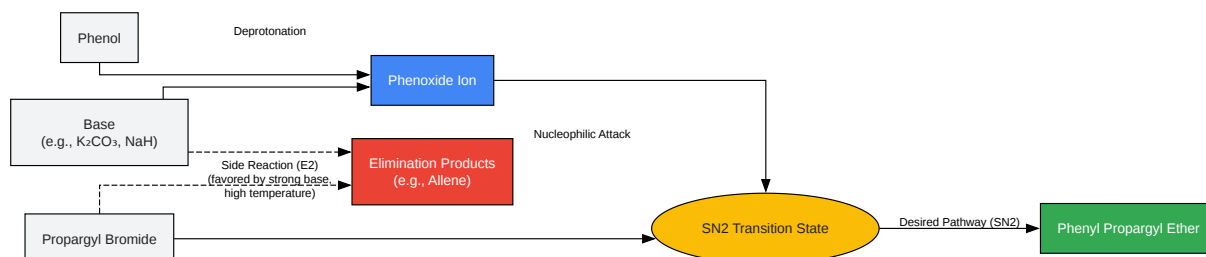 Phenol
Deprotonation
Phenoxide Ion
Base
(e.g., K₂CO₃, NaH)
Nucleophilic Attack
Elimination Products
(e.g., Allene)
Side Reaction (E2)
(favored by strong base,
high temperature)
Propargyl Bromide
SN2 Transition State
Desired Pathway (SN2)
Phenyl Propargyl Ether